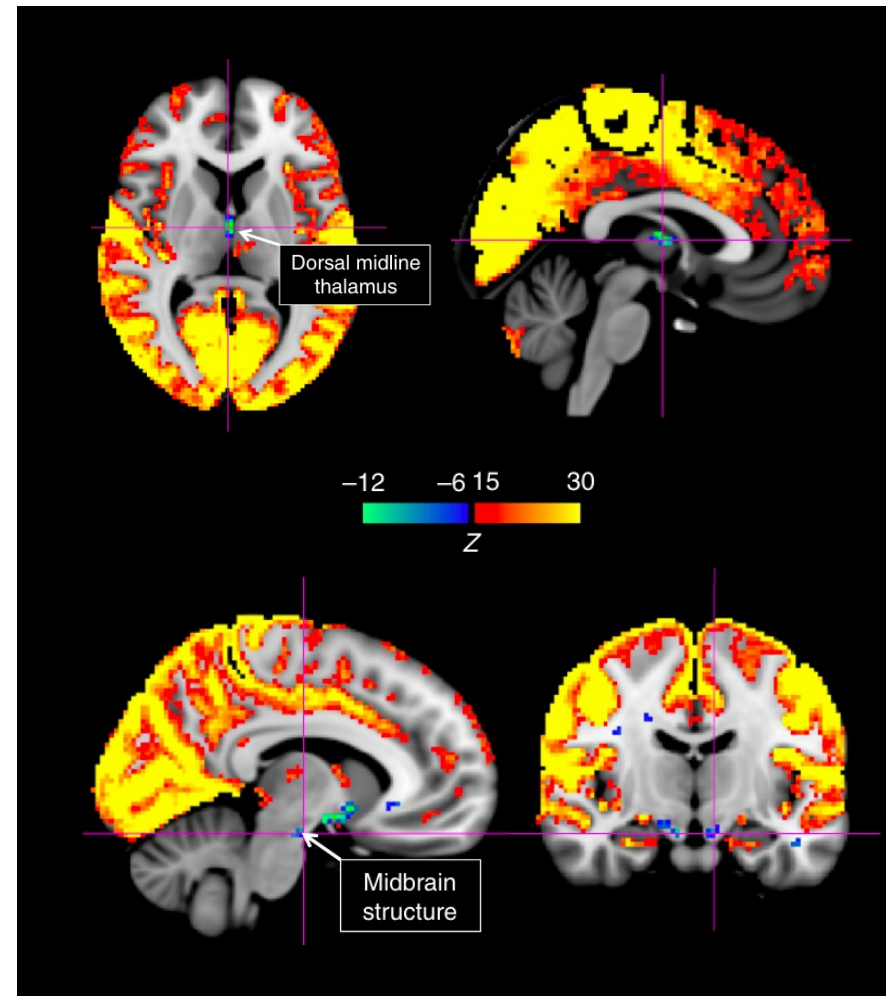 Dorsal midline
thalamus
–12 –6 15 30
Z
Midbrain
structure